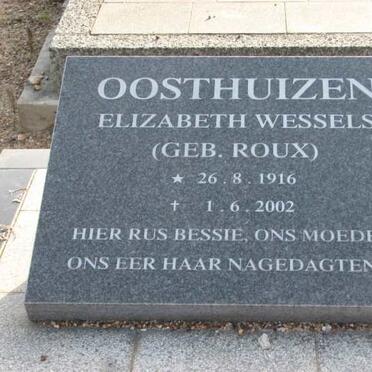 OOSTHUIZEN
ELIZABETH WESSELS
(GEB. ROUX)
★ 26.8.1916
† 1.6.2002
HIER RUS BESSIE, ONS MOEDE
ONS EER HAAR NAGEDAGTEN